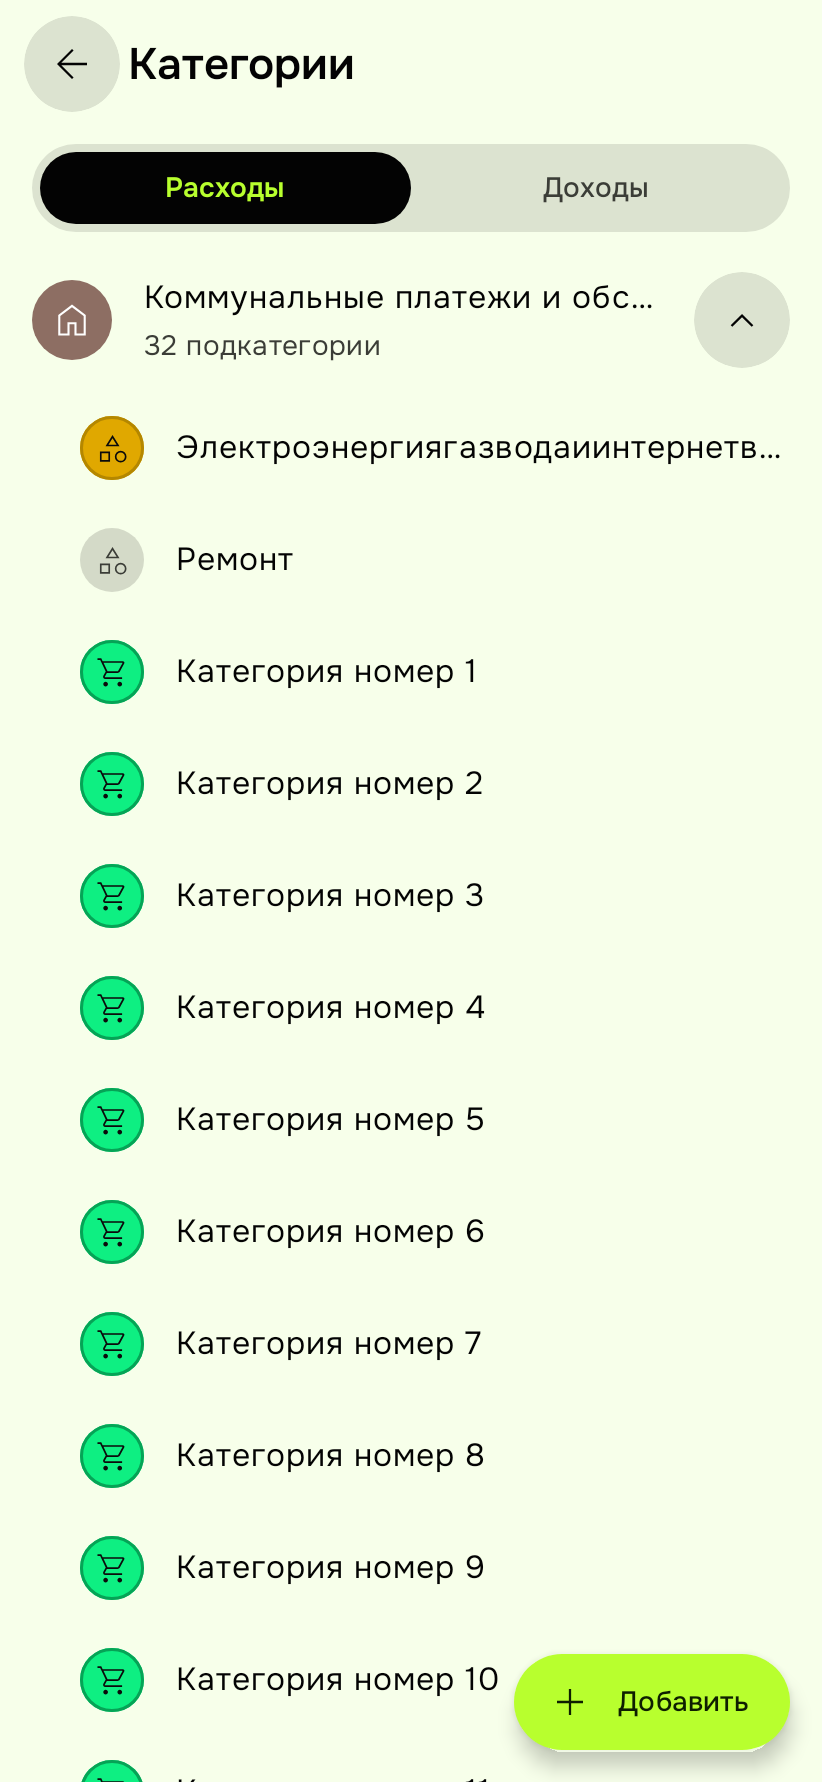 Категории
Расходы
Доходы
Коммунальные платежи и обс...
32 подкатегории
Электроэнергиягазводаиинтернетв...
Ремонт
Категория номер 1
Категория номер 2
Категория номер 3
Категория номер 4
Категория номер 5
Категория номер 6
Категория номер 7
Категория номер 8
Категория номер 9
Категория номер 10
Добавить